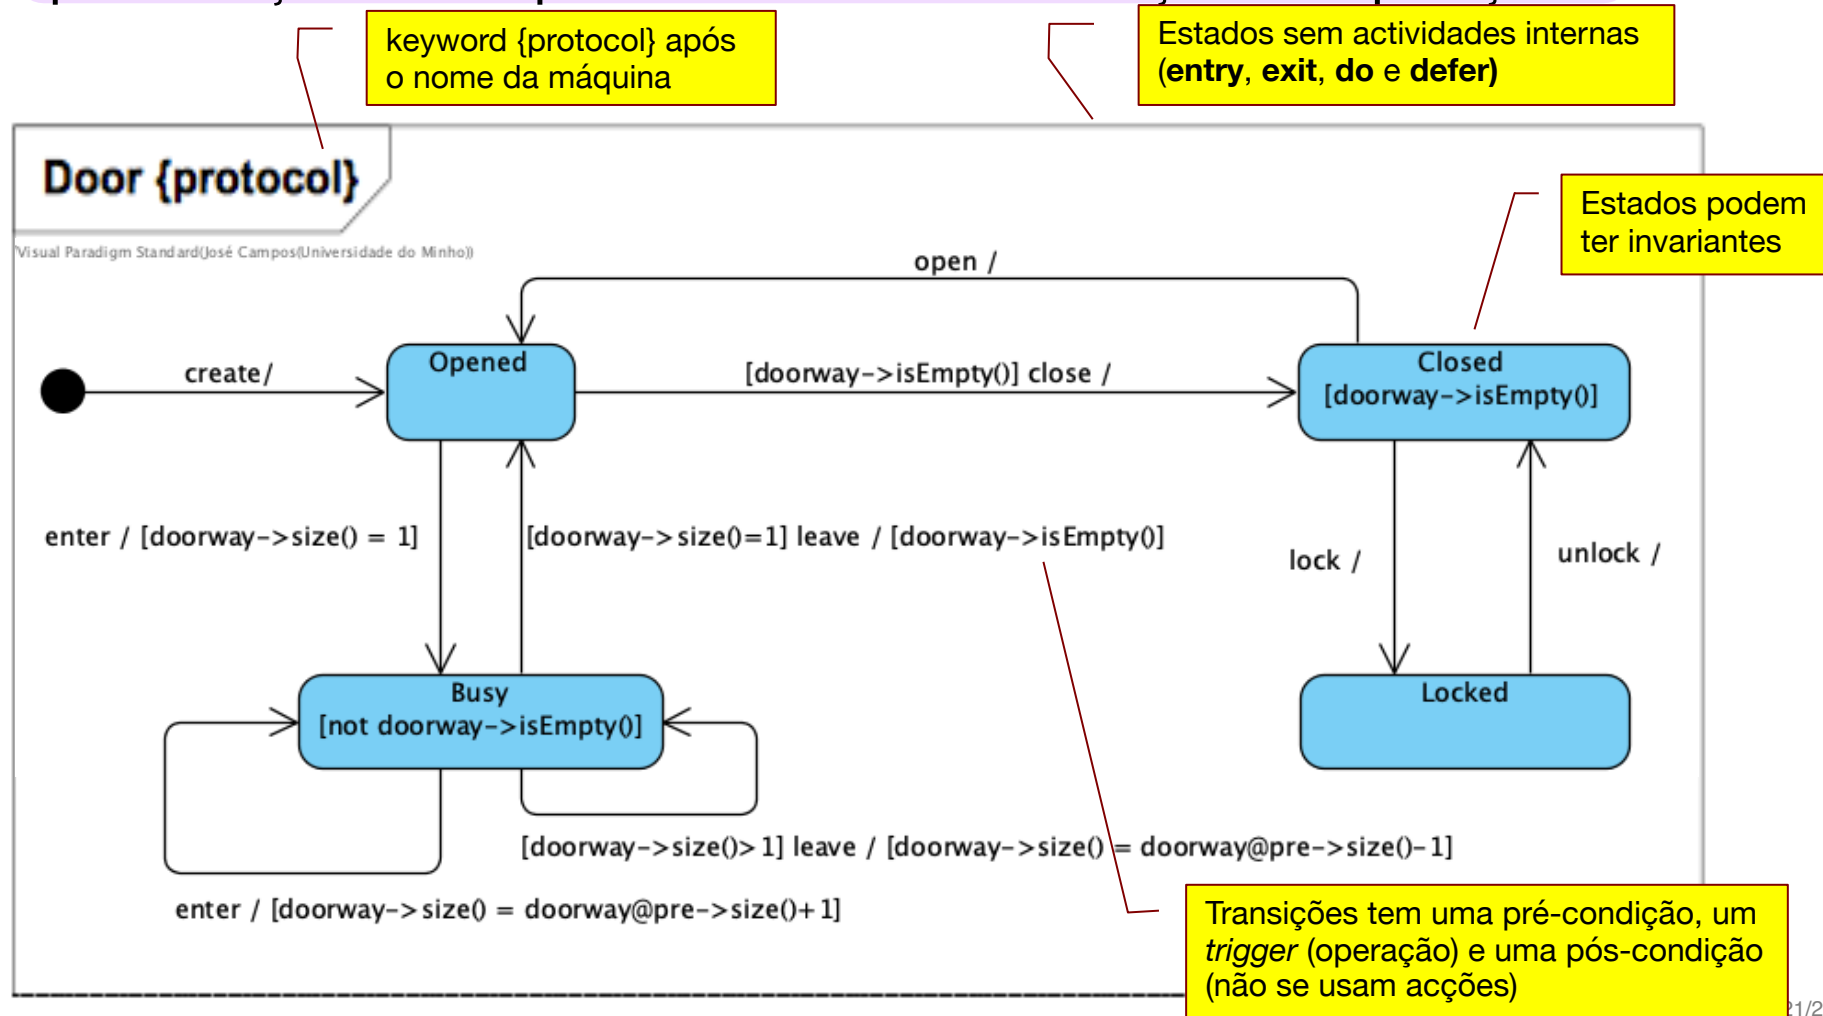 keyword {protocol} após
o nome da máquina
Estados sem actividades internas
(entry, exit, do e defer)
Door {protocol}
Visual Paradigm Standard(José Campos(Universidade do Minho))
Estados podem
ter invariantes
open /
create/
Opened
[doorway->isEmpty()] close /
Closed
[doorway->isEmpty()]
enter / [doorway->size() = 1]
[doorway->size()=1] leave / [doorway->isEmpty()]
lock /
unlock /
Busy
[not doorway->isEmpty()]
Locked
[doorway->size()>1] leave / [doorway->size() = doorway@pre->size()-1]
enter / [doorway->size() = doorway@pre->size()+1]
Transições tem uma pré-condição, um
trigger (operação) e uma pós-condição
(não se usam acções)